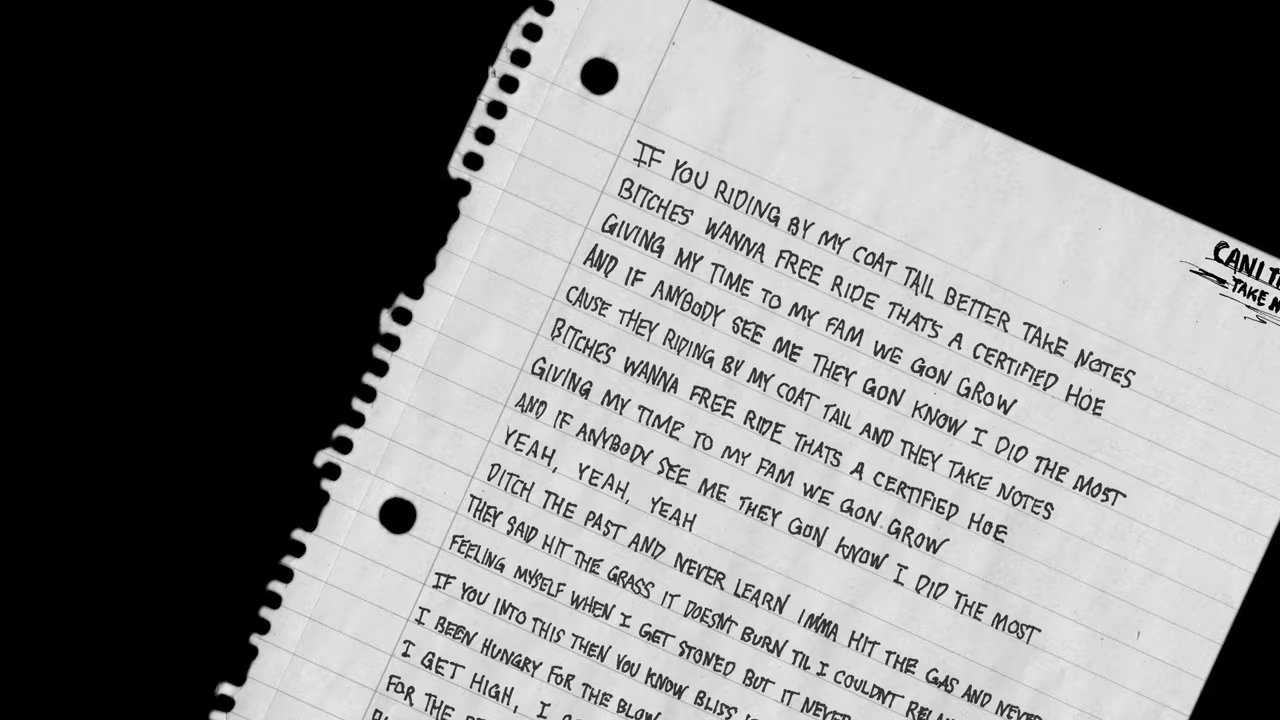 CANI T
TAKE N
IF YOU RIDING BY MY COAT TAIL BETTER TAKE NOTES
BITCHES WANNA FREE RIDE THATS A CERTIFIED HOE
GIVING MY TIME TO MY FAM WE GON GROW
AND IF ANYBODY SEE ME THEY GON KNOW I DID THE MOST
CAUSE THEY RIDING BY MY COAT TAIL AND THEY TAKE NOTES
BITCHES WANNA FREE RIDE THATS A CERTIFIED HOE
GIVING MY TIME TO MY FAM WE GON GROW
AND IF ANYBODY SEE ME THEY GON KNOW I DID THE MOST
YEAH, YEAH, YEAH
DITCH THE PAST AND NEVER LEARN IMMA HIT THE GAS AND NEVER
THEY SAID HIT THE GRASS IT DOESNT BURN TIL I COULDNT RELA
FEELING MYSELF WHEN I GET STONED BUT IT NEVER
IF YOU INTO THIS THEN YOU KNOW BLISS
I BEEN HUNGRY FOR THE BLOW
I GET HIGH, I
FOR THE